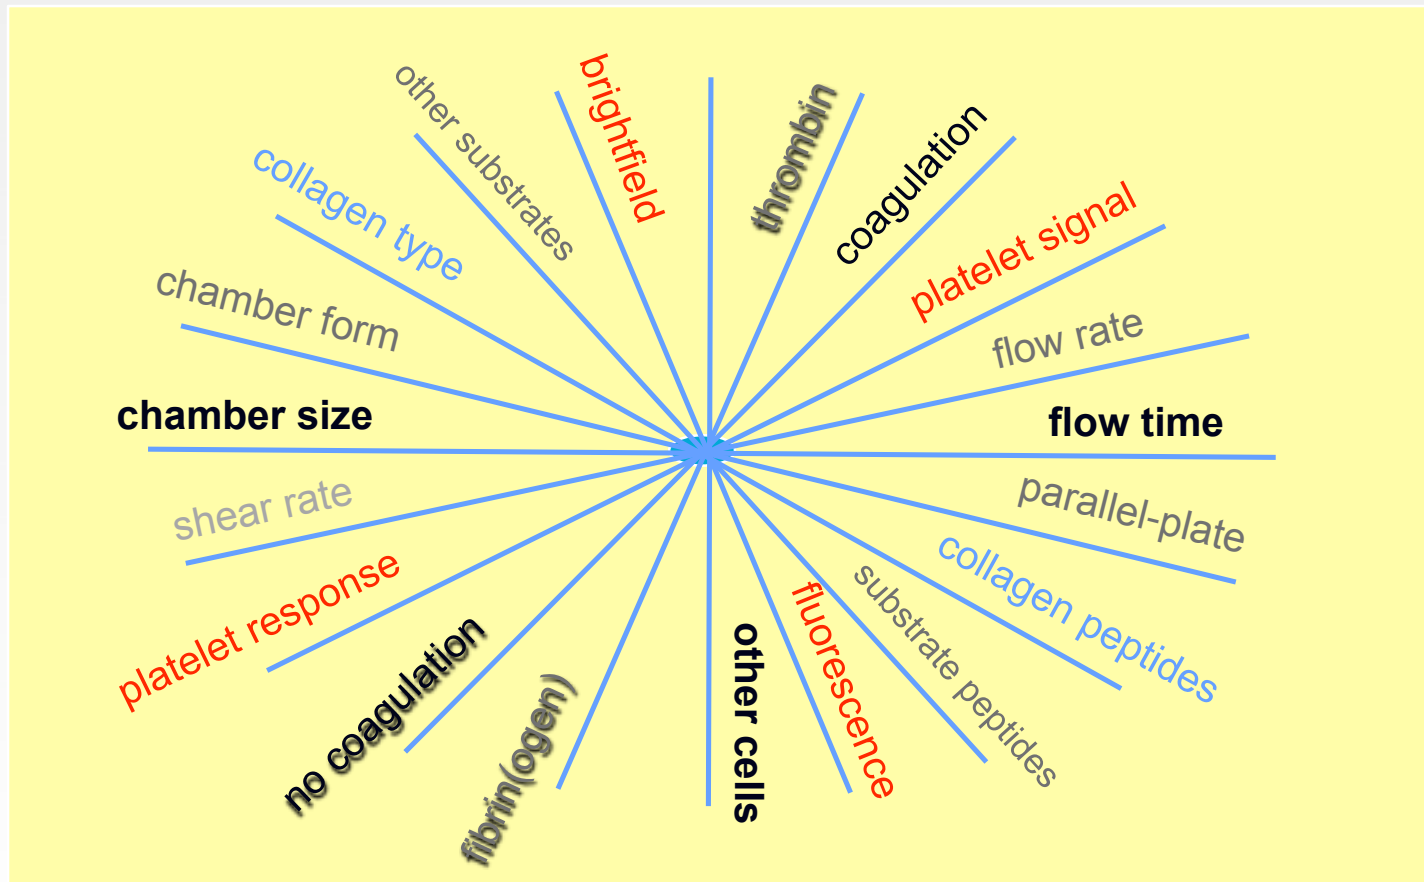 brightfield
other substrates
thrombin
coagulation
collagen type
platelet signal
chamber form
flow rate
chamber size
flow time
shear rate
parallel-plate
platelet response
collagen peptides
substrate peptides
fluorescence
other cells
no coagulation
fibrin(ogen)